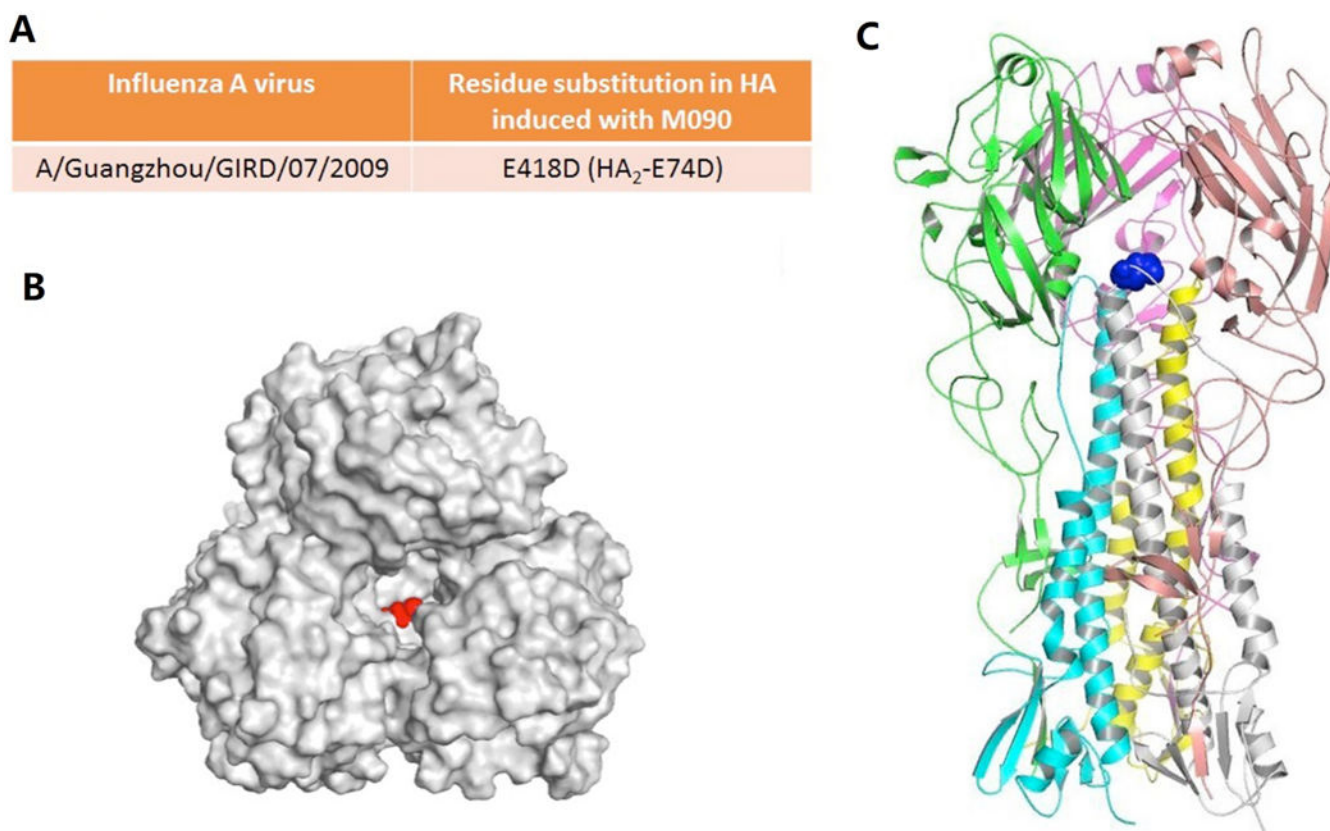 A
Influenza A virus
Residue substitution in HA
induced with M090
A/Guangzhou/GIRD/07/2009
E418D (HA₂-E74D)
B
C